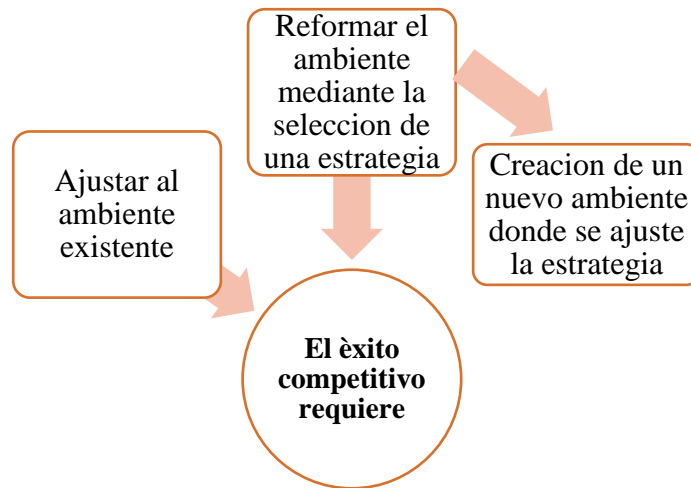 Reformar el
ambiente
mediante la
seleccion de
una estrategia
Ajustar al
ambiente
existente
Creacion de un
nuevo ambiente
donde se ajuste
la estrategia
El èxito
competitivo
requiere